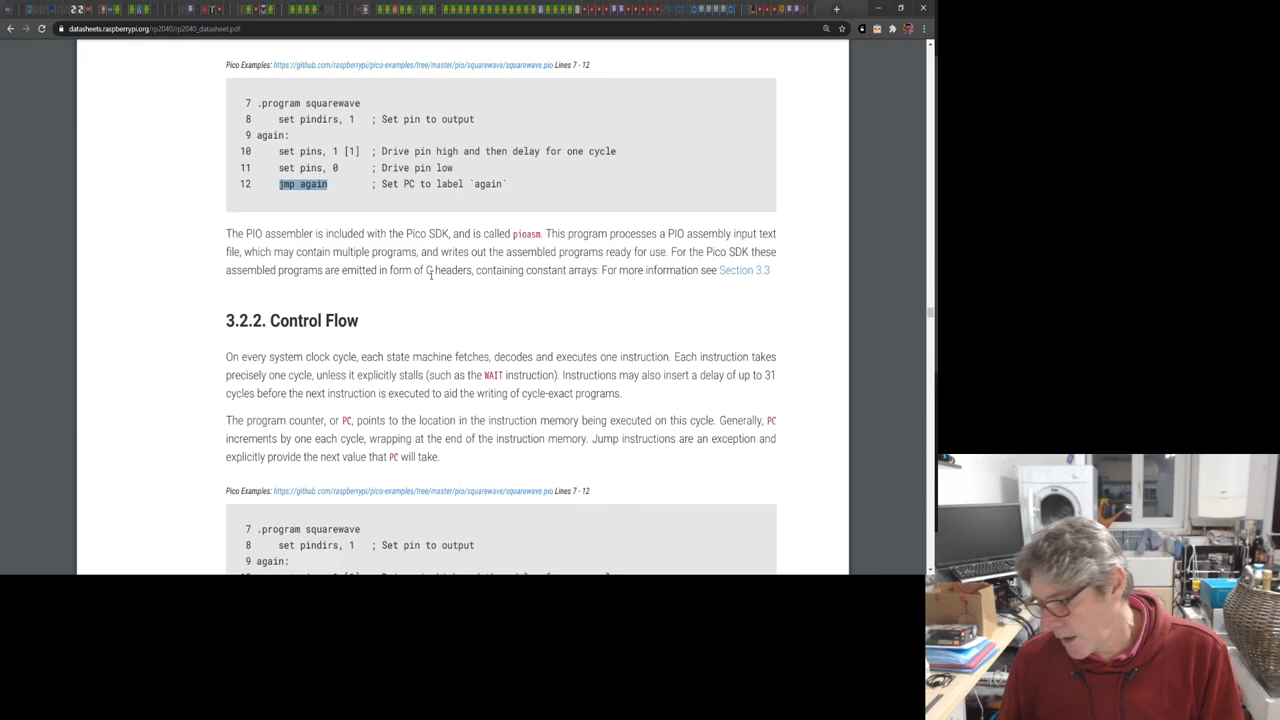 datasheets.raspberrypi.org/rp2040/rp2040_datasheet.pdf
Pico Examples: https://github.com/raspberrypi/pico-examples/tree/master/pio/squarewave/squarewave.pio Lines 7 - 12
7 .program squarewave
8 set pindirs, 1 ; Set pin to output
9 again:
10 set pins, 1 [1] ; Drive pin high and then delay for one cycle
11 set pins, 0 ; Drive pin low
12 jmp again ; Set PC to label `again`
The PIO assembler is included with the Pico SDK, and is called pioasm. This program processes a PIO assembly input text
file, which may contain multiple programs, and writes out the assembled programs ready for use. For the Pico SDK these
assembled programs are emitted in form of C headers, containing constant arrays: For more information see Section 3.3
3.2.2. Control Flow
On every system clock cycle, each state machine fetches, decodes and executes one instruction. Each instruction takes
precisely one cycle, unless it explicitly stalls (such as the WAIT instruction). Instructions may also insert a delay of up to 31
cycles before the next instruction is executed to aid the writing of cycle-exact programs.
The program counter, or PC, points to the location in the instruction memory being executed on this cycle. Generally, PC
increments by one each cycle, wrapping at the end of the instruction memory. Jump instructions are an exception and
explicitly provide the next value that PC will take.
Pico Examples: https://github.com/raspberrypi/pico-examples/tree/master/pio/squarewave/squarewave.pio Lines 7 - 12
7 .program squarewave
8 set pindirs, 1 ; Set pin to output
9 again: